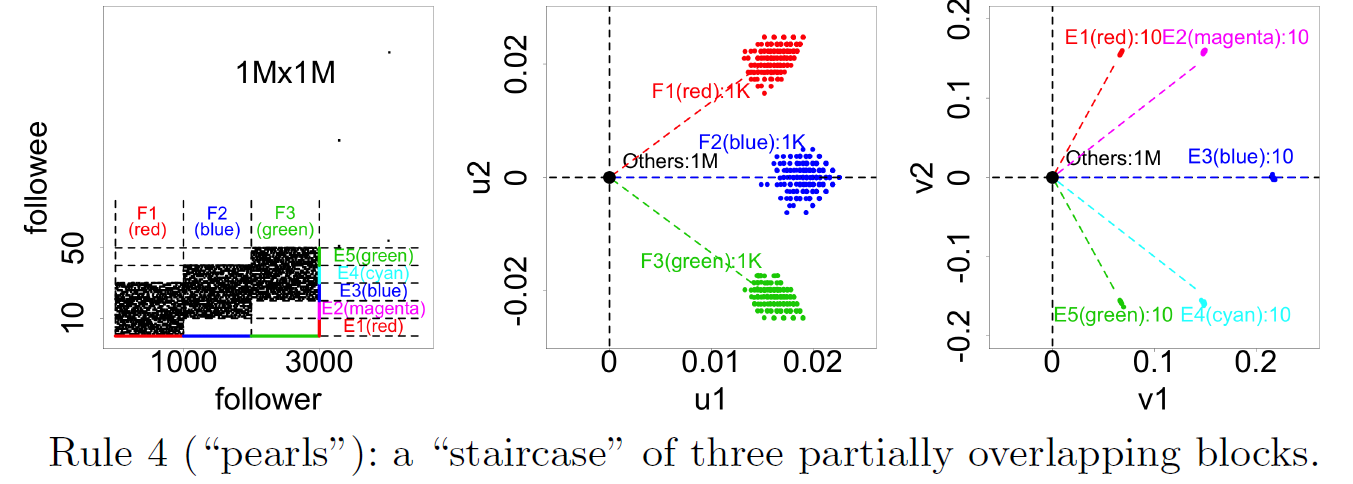 1Mx1M
followee
50
10
F1
(red)
F2
(blue)
F3
(green)
E5(green)
E4(cyan)
E3(blue)
E2(magenta)
E1(red)
1000
3000
follower
u2
0.02
0
-0.02
F1(red):1K
F2(blue):1K
Others:1M
F3(green):1K
0
0.01
0.02
u1
v2
0.2
0.1
0
-0.1
-0.2
E1(red):10
E2(magenta):10
Others:1M
E3(blue):10
E5(green):10
E4(cyan):10
0
0.1
0.2
v1
Rule 4 (“pearls”): a “staircase” of three partially overlapping blocks.